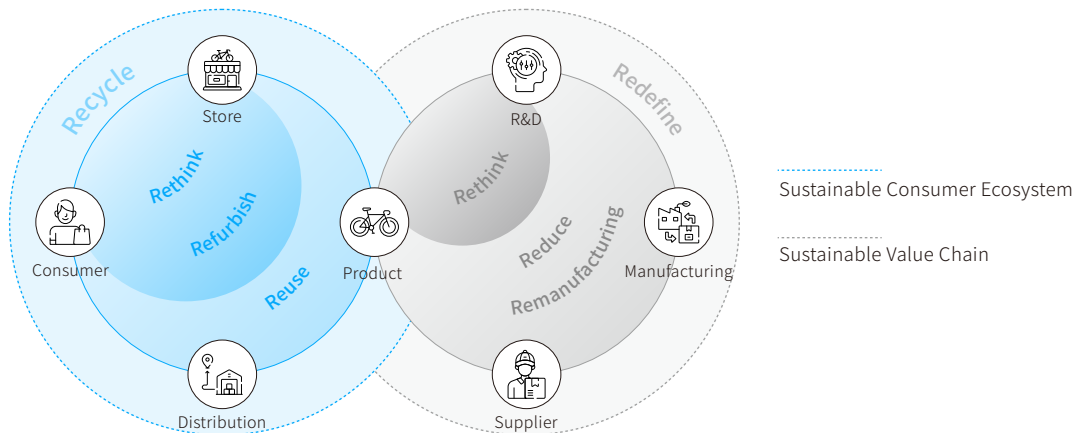 Recycle
Store
Rethink
Refurbish
Reuse
Consumer
Distribution
Product
R&D
Redefine
Rethink
Reduce
Remanufacturing
Manufacturing
Supplier
Sustainable Consumer Ecosystem
Sustainable Value Chain